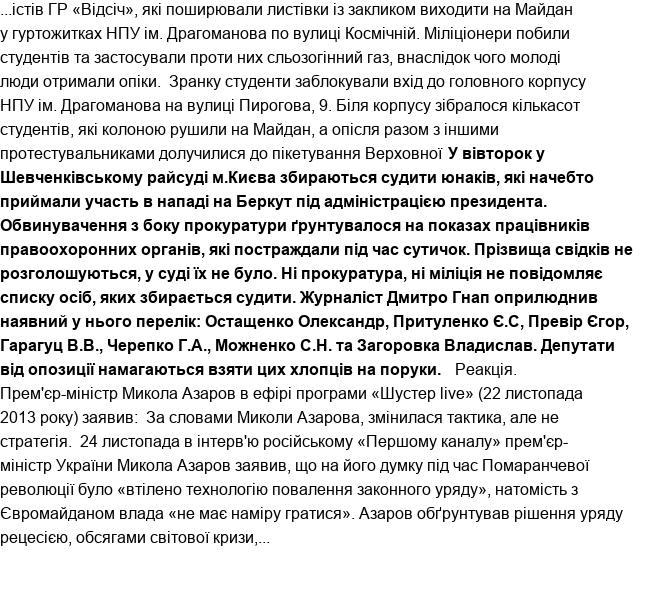 ...істів ГР «Відсіч», які поширювали листівки із закликом виходити на Майдан
у гуртожитках НПУ ім. Драгоманова по вулиці Космічній. Міліціонери побили
студентів та застосували проти них сльозогінний газ, внаслідок чого молоді
люди отримали опіки.  Зранку студенти заблокували вхід до головного корпусу
НПУ ім. Драгоманова на вулиці Пирогова, 9. Біля корпусу зібралося кількасот
студентів, які колоною рушили на Майдан, а опісля разом з іншими
протестувальниками долучилися до пікетування Верховної У вівторок у
Шевченківському райсуді м.Києва збираються судити юнаків, які начебто
приймали участь в нападі на Беркут під адміністрацією президента.
Обвинувачення з боку прокуратури ґрунтувалося на показах працівників
правоохоронних органів, які постраждали під час сутичок. Прізвища свідків не
розголошуються, у суді їх не було. Ні прокуратура, ні міліція не повідомляє
списку осіб, яких збирається судити. Журналіст Дмитро Гнап оприлюднив
наявний у нього перелік: Остащенко Олександр, Притуленко Є.С, Превір Єгор,
Гарагуц В.В., Черепко Г.А., Можненко С.Н. та Загоровка Владислав. Депутати
від опозиції намагаються взяти цих хлопців на поруки.   Реакція.
Прем'єр-міністр Микола Азаров в ефірі програми «Шустер live» (22 листопада
2013 року) заявив:  За словами Миколи Азарова, змінилася тактика, але не
стратегія.  24 листопада в інтерв'ю російському «Першому каналу» прем'єр-
міністр України Микола Азаров заявив, що на його думку під час Помаранчевої
революції було «втілено технологію повалення законного уряду», натомість з
Євромайданом влада «не має наміру гратися». Азаров обґрунтував рішення уряду
рецесією, обсягами світової кризи,...